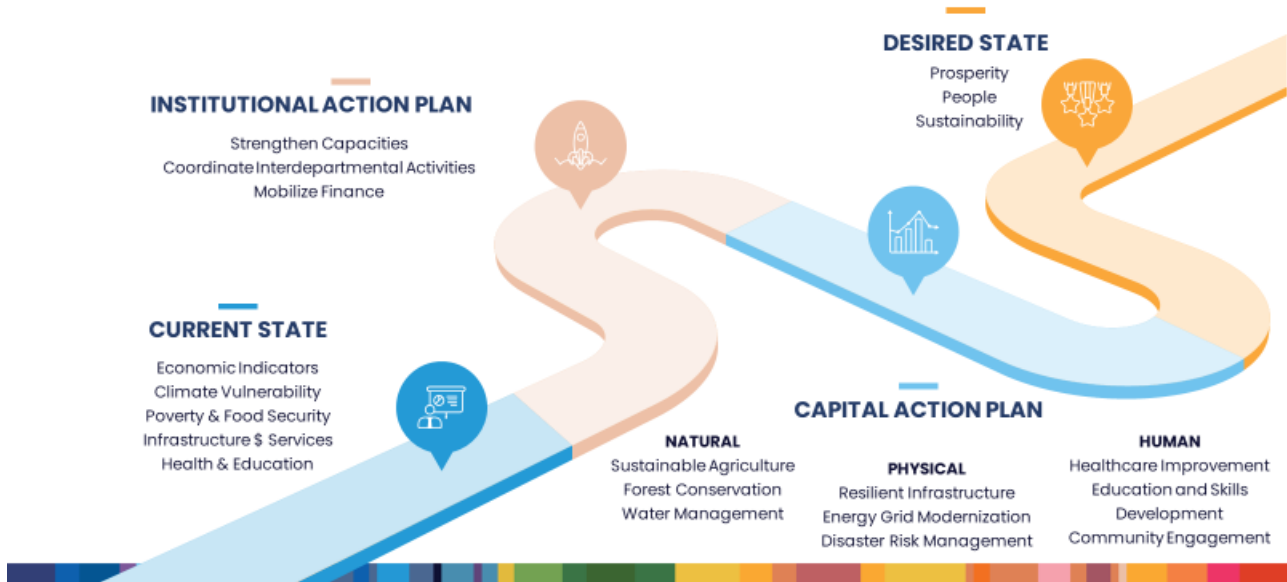 DESIRED STATE
Prosperity
People
Sustainability
INSTITUTIONAL ACTION PLAN
Strengthen Capacities
Coordinate Interdepartmental Activities
Mobilize Finance
CURRENT STATE
Economic Indicators
Climate Vulnerability
Poverty & Food Security
Infrastructure $ Services
Health & Education
CAPITAL ACTION PLAN
NATURAL
Sustainable Agriculture
Forest Conservation
Water Management
PHYSICAL
Resilient Infrastructure
Energy Grid Modernization
Disaster Risk Management
HUMAN
Healthcare Improvement
Education and Skills
Development
Community Engagement